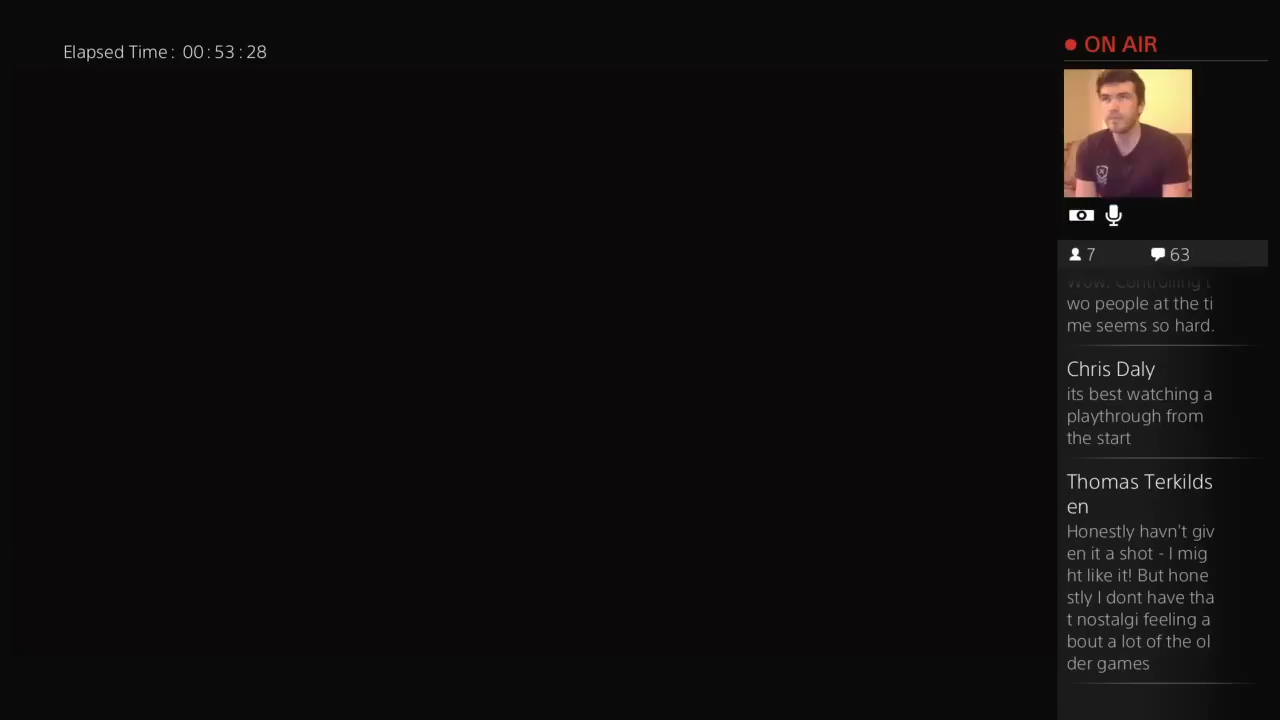 Elapsed Time: 00:53:28
ON AIR
7 63
Wow. Controlling t
wo people at the ti
me seems so hard.
Chris Daly
its best watching a
playthrough from
the start
Thomas Terkilds
en
Honestly havn't giv
en it a shot - I mig
ht like it! But hone
stly I dont have tha
t nostalgi feeling a
bout a lot of the ol
der games